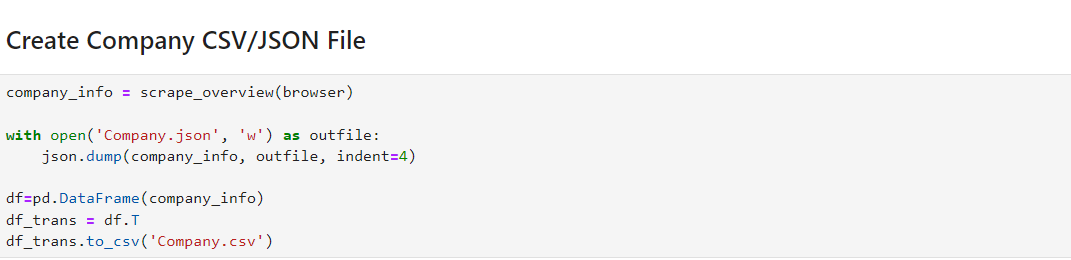 Create Company CSV/JSON File
company_info = scrape_overview(browser)
with open('Company.json', 'w') as outfile:
    json.dump(company_info, outfile, indent=4)
df=pd.DataFrame(company_info)
df_trans = df.T
df_trans.to_csv('Company.csv')